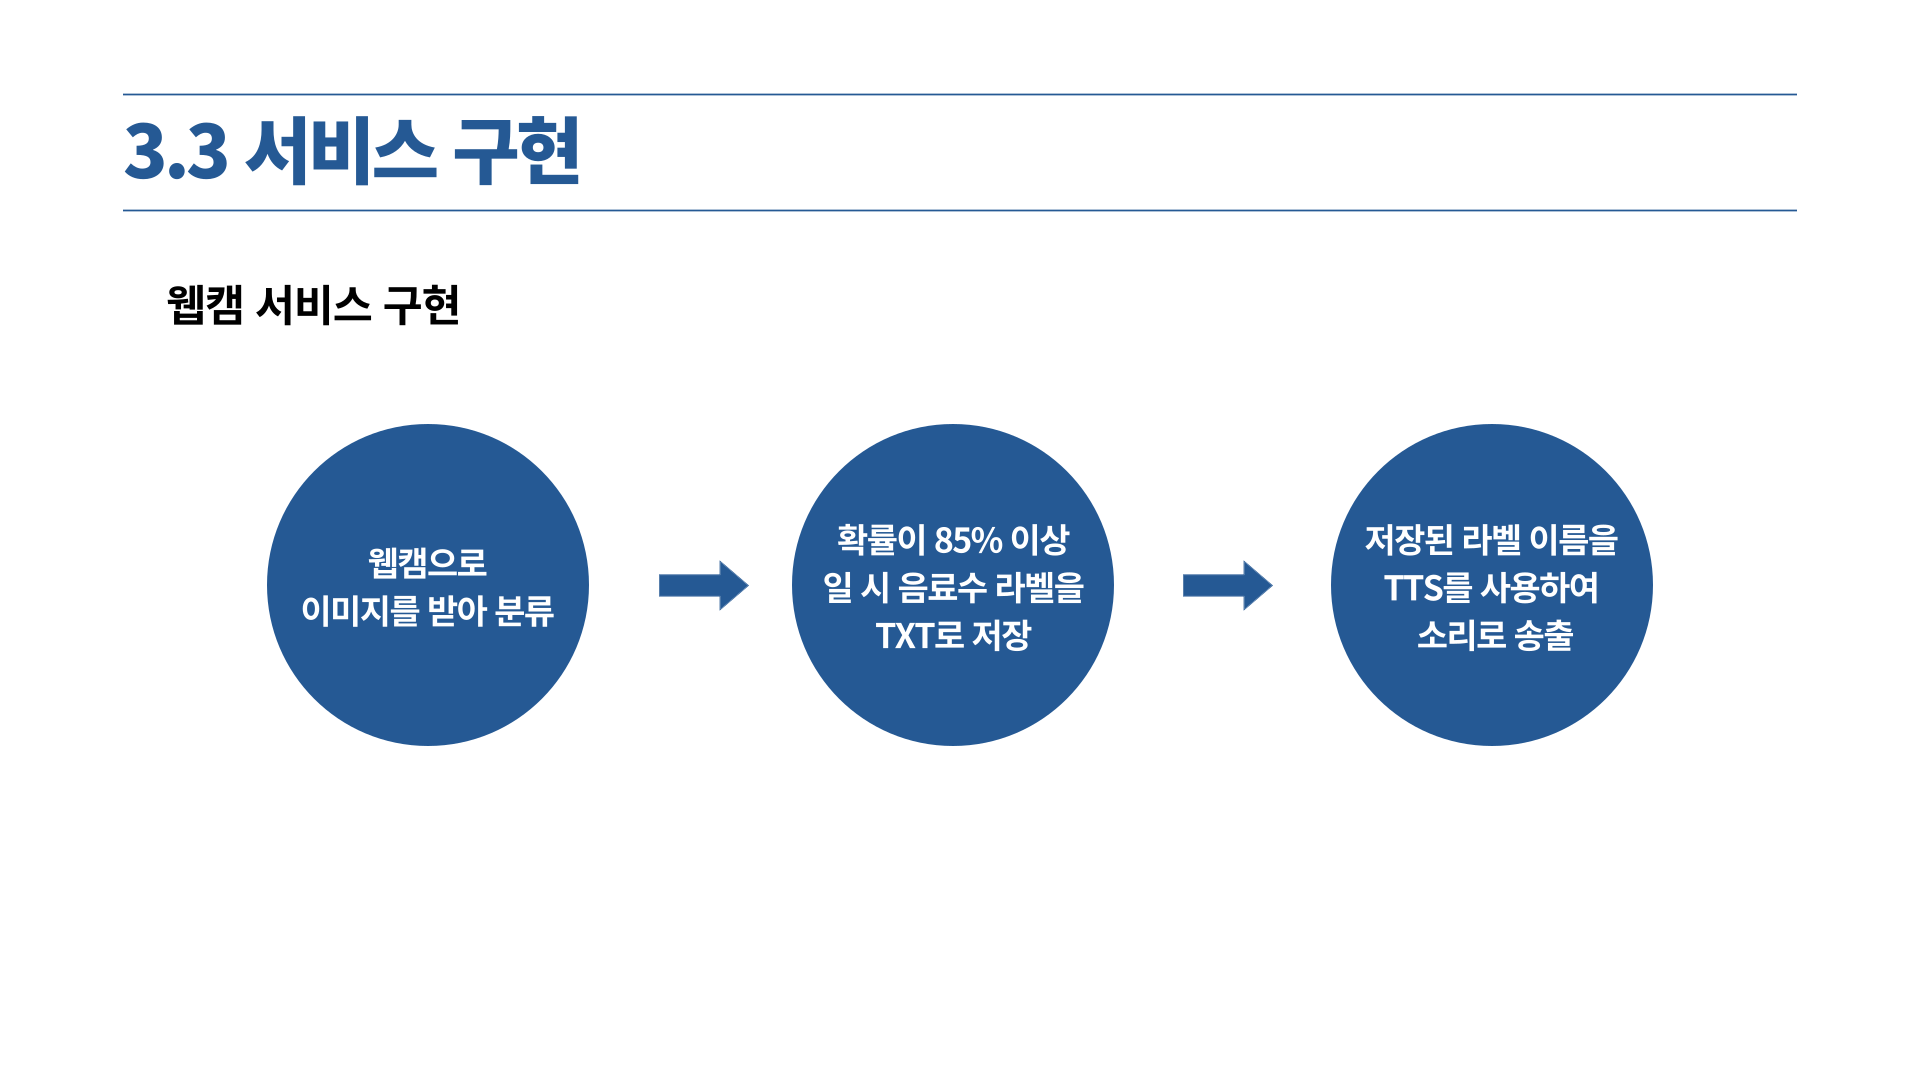 3.3 서비스 구현
웹캠 서비스 구현
웹캠으로
이미지를 받아 분류
확률이 85% 이상
일 시 음료수 라벨을
TXT로 저장
저장된 라벨 이름을
TTS를 사용하여
소리로 송출